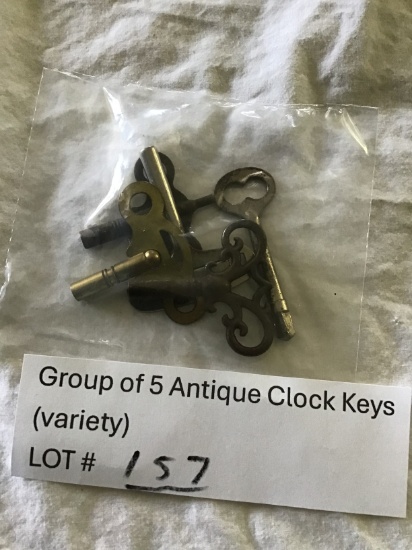 Group of 5 Antique Clock Keys
(variety)
LOT # 157